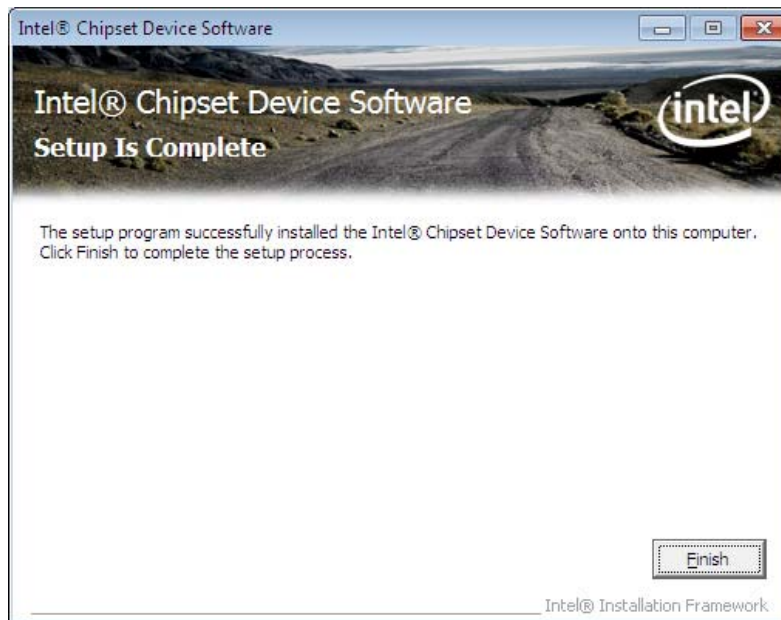 Intel® Chipset Device Software
Intel® Chipset Device Software
intel
Setup Is Complete
The setup program successfully installed the Intel® Chipset Device Software onto this computer.
Click Finish to complete the setup process.
Finish
Intel® Installation Framework